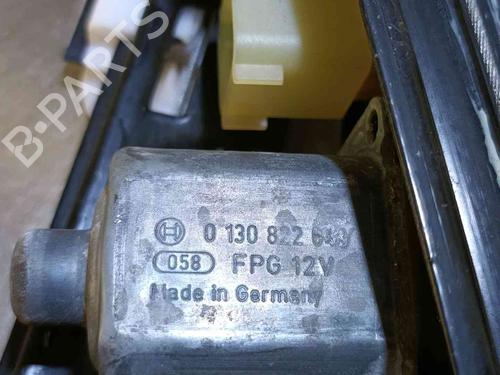 B-PARTS
0 130 822
058 FPG 12V
Made in Germany